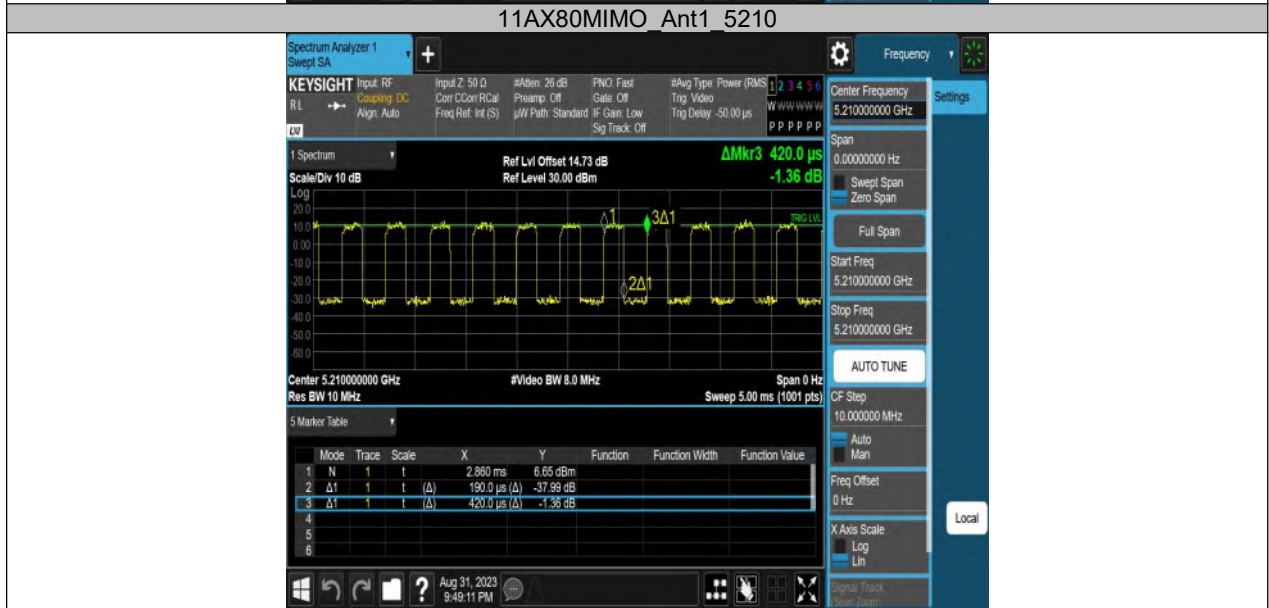 11AX80MIMO_Ant1_5210
Spectrum Analyzer 1
Swept SA
+
Frequency
KEYSIGHT
RL
LXI
Input: RF
Coupling: DC
Align: Auto
Input Z: 50 Ω
Corr CCorr RCal
Freq Ref: Int (S)
#Atten: 26 dB
Preamp: Off
µW Path: Standard
PNO: Fast
Gate: Off
IF Gain: Low
Sig Track: Off
#Avg Type: Power (RMS
Trig: Video
Trig Delay: -50.00 µs
1 2 3 4 5 6
W W W W W W
P P P P P P
Center Frequency
5.210000000 GHz
Settings
Span
0.00000000 Hz
Swept Span
Zero Span
Full Span
Start Freq
5.210000000 GHz
Stop Freq
5.210000000 GHz
AUTO TUNE
CF Step
10.000000 MHz
Auto
Man
Freq Offset
0 Hz
X Axis Scale
Log
Lin
Signal Track
(Span Zoom)
Local
1 Spectrum
Scale/Div 10 dB
Ref Lvl Offset 14.73 dB
Ref Level 30.00 dBm
ΔMkr3 420.0 µs
-1.36 dB
Log
20.0
10.0
0.00
-10.0
-20.0
-30.0
-40.0
-50.0
-60.0
1
3Δ1
2Δ1
TRIG LVL
Center 5.210000000 GHz
#Video BW 8.0 MHz
Span 0 Hz
Res BW 10 MHz
Sweep 5.00 ms (1001 pts)
5 Marker Table
Mode Trace Scale X Y Function Function Width Function Value
1 N 1 t 2.860 ms 6.65 dBm
2 Δ1 1 t (Δ) 190.0 µs (Δ) -37.99 dB
3 Δ1 1 t (Δ) 420.0 µs (Δ) -1.36 dB
4
5
6
?
Aug 31, 2023
9:49:11 PM